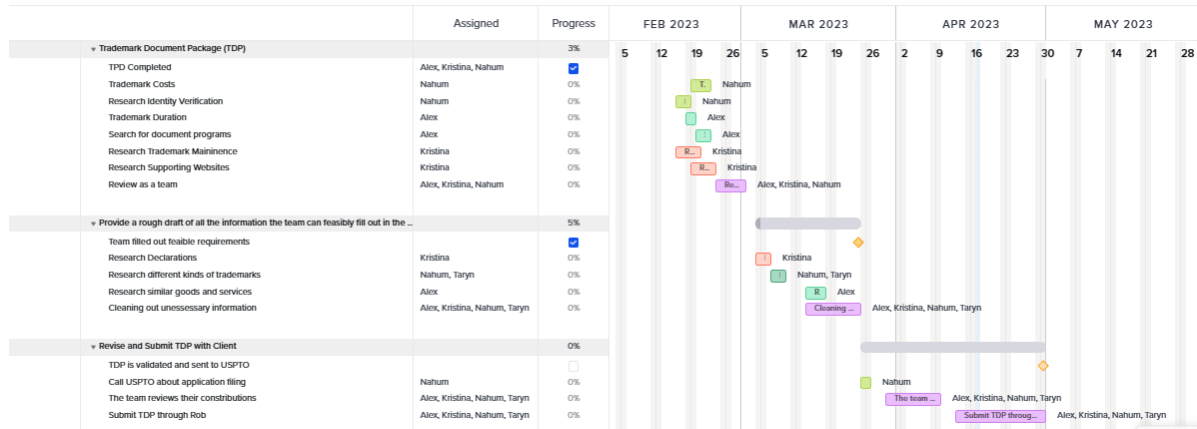 Assigned Progress FEB 2023 MAR 2023 APR 2023 MAY 2023
5 12 19 26 5 12 19 26 2 9 16 23 30 7 14 21 28
Trademark Document Package (TDP) 3%
TPD Completed Alex, Kristina, Nahum
Trademark Costs Nahum 0% T. Nahum
Research Identity Verification Nahum 0% Nahum
Trademark Duration Alex 0% Alex
Search for document programs Alex 0% Alex
Research Trademark Maininence Kristina 0% R... Kristina
Research Supporting Websites Kristina 0% R... Kristina
Review as a team Alex, Kristina, Nahum 0% Re... Alex, Kristina, Nahum
Provide a rough draft of all the information the team can feasibly fill out in the ... 5%
Team filled out feaible requirements
Research Declarations Kristina 0% Kristina
Research different kinds of trademarks Nahum, Taryn 0% Nahum, Taryn
Research similar goods and services Alex 0% R Alex
Cleaning out unessessary information Alex, Kristina, Nahum, Taryn 0% Cleaning ... Alex, Kristina, Nahum, Taryn
Revise and Submit TDP with Client 0%
TDP is validated and sent to USPTO
Call USPTO about application filing Nahum 0% Nahum
The team reviews their constributions Alex, Kristina, Nahum, Taryn 0% The team ... Alex, Kristina, Nahum, Taryn
Submit TDP through Rob Alex, Kristina, Nahum, Taryn 0% Submit TDP throug... Alex, Kristina, Nahum, Taryn